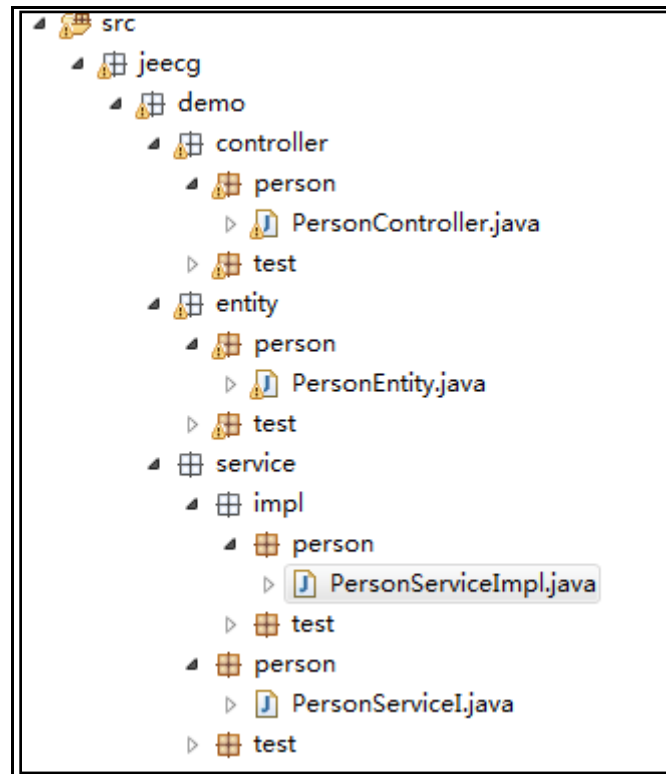 src
jeecg
demo
controller
person
PersonController.java
test
entity
person
PersonEntity.java
test
service
impl
person
PersonServiceImpl.java
test
person
PersonServiceI.java
test